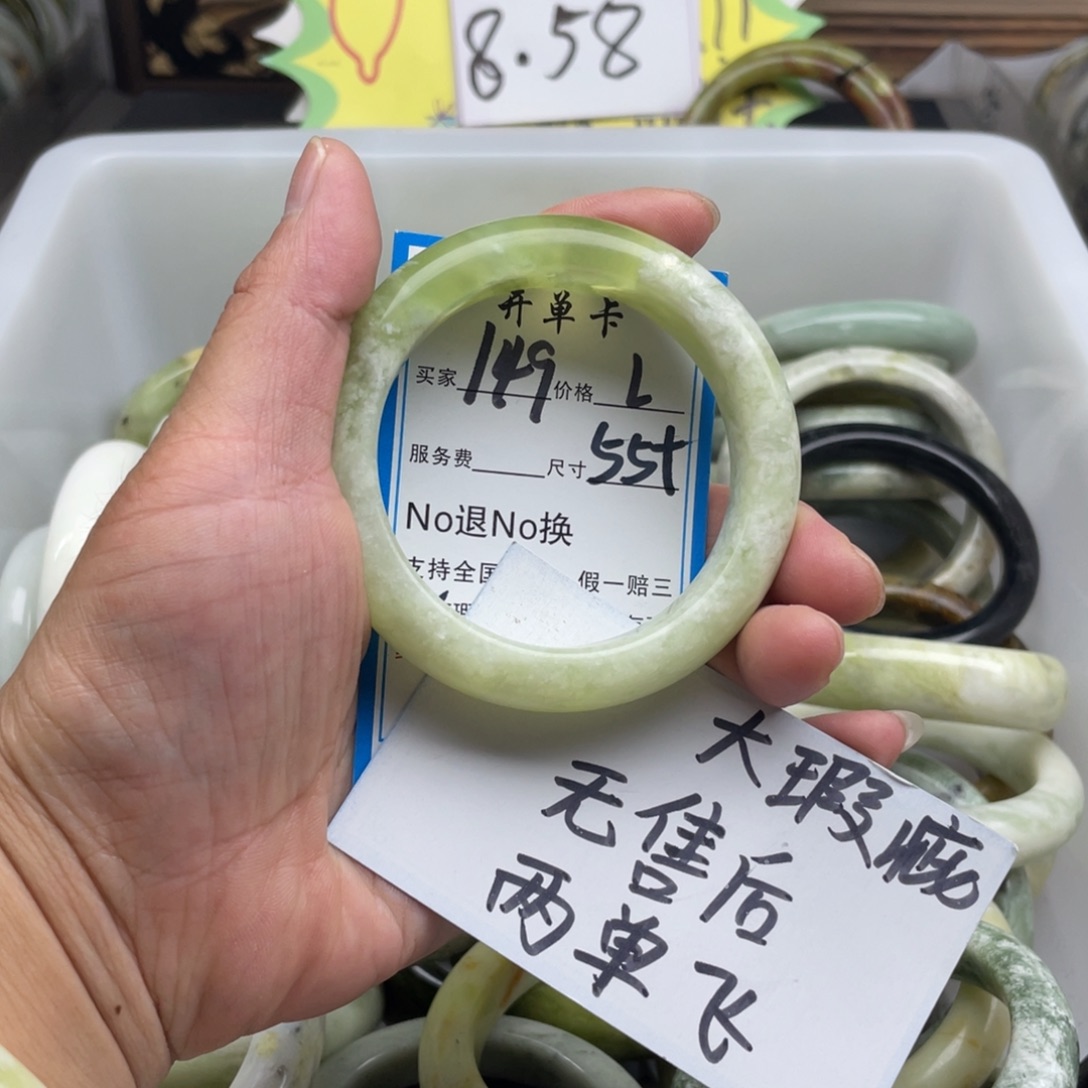 8.58
开单卡
买家 149 价格 L
服务费 尺寸 55t
No退No换
支持全国 假一赔三
大瑕疵
无售后
两单飞